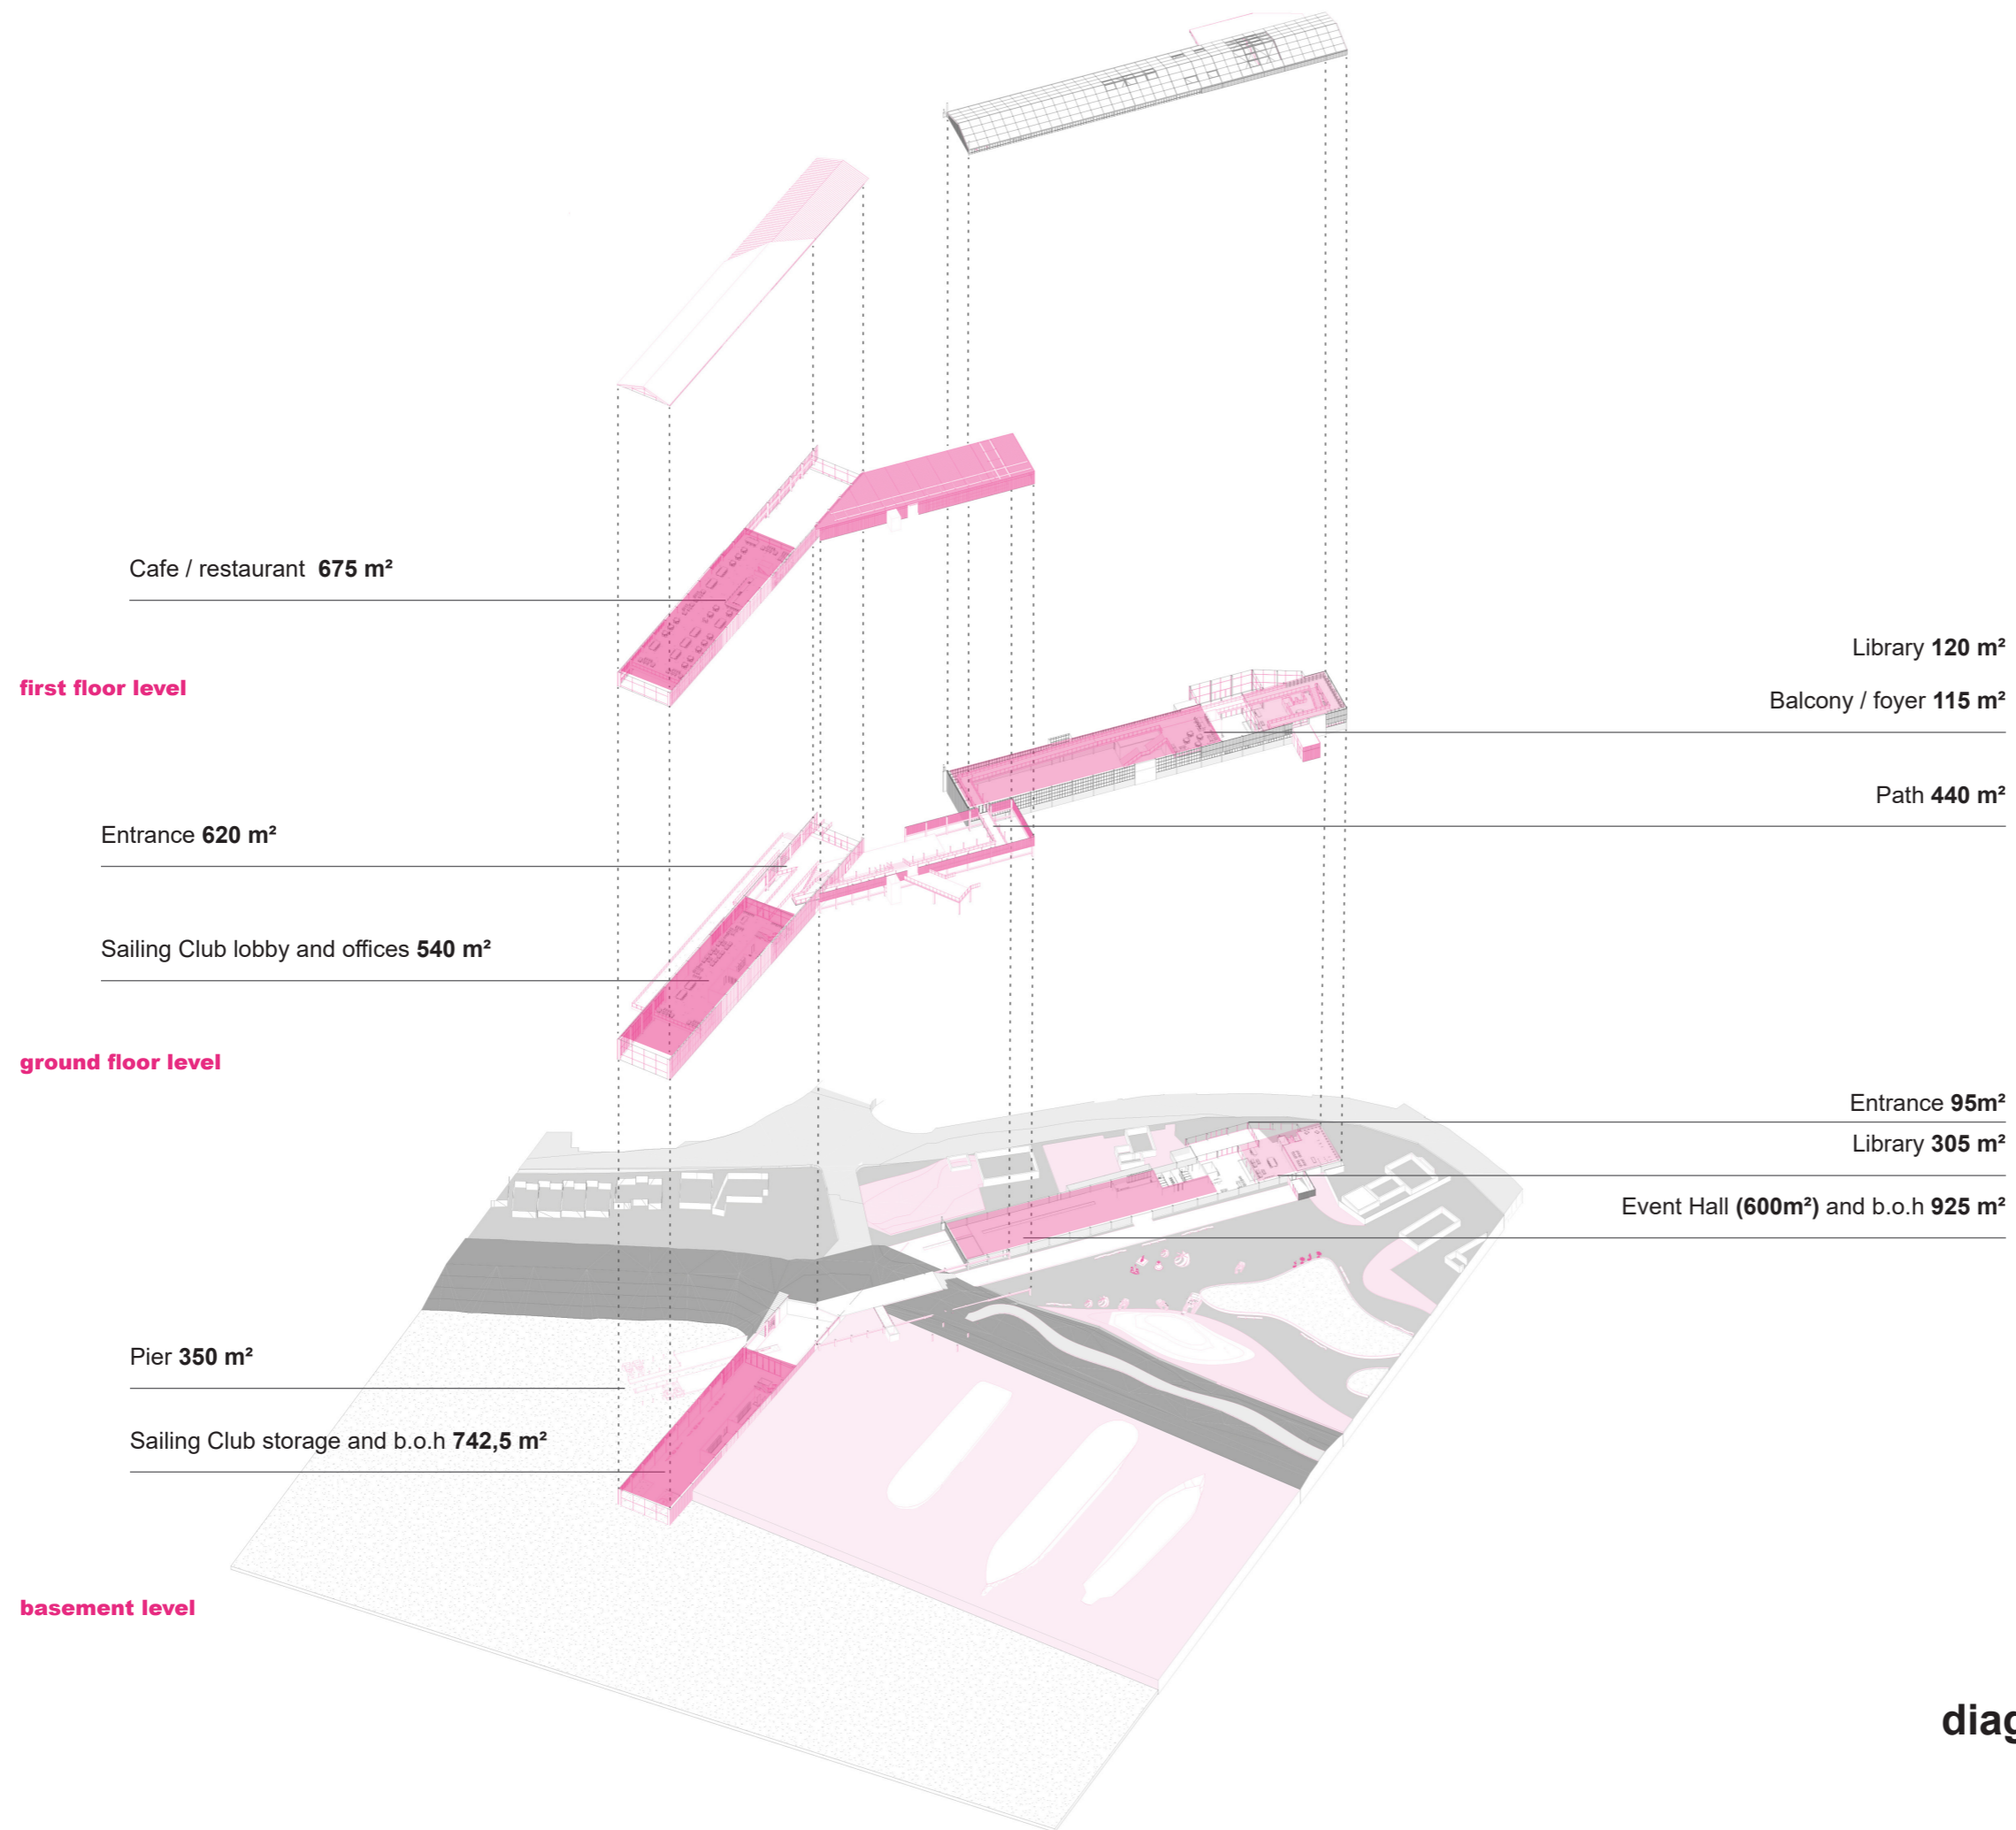 Cafe / restaurant 675 m²
first floor level
Library 120 m²
Balcony / foyer 115 m²
Path 440 m²
Entrance 620 m²
Sailing Club lobby and offices 540 m²
ground floor level
Entrance 95m²
Library 305 m²
Event Hall (600m²) and b.o.h 925 m²
Pier 350 m²
Sailing Club storage and b.o.h 742,5 m²
basement level
diag